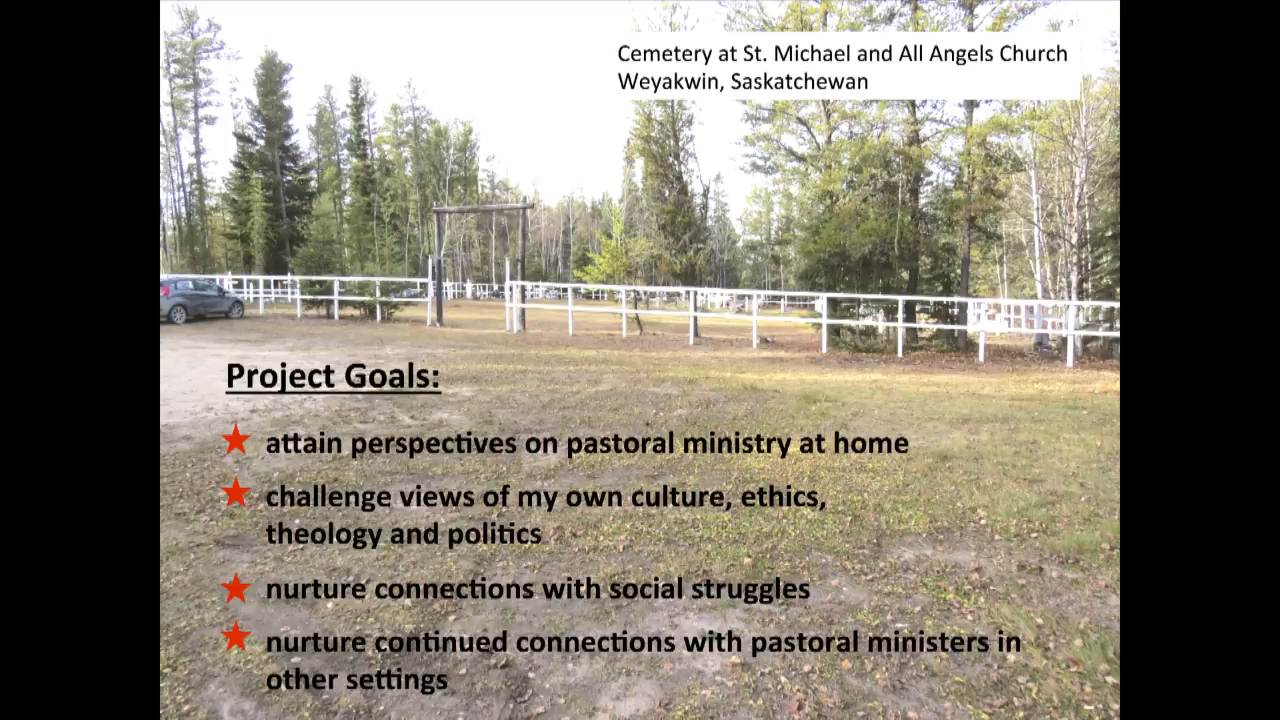 Cemetery at St. Michael and All Angels Church
Weyakwin, Saskatchewan
Project Goals:
attain perspectives on pastoral ministry at home
challenge views of my own culture, ethics,
theology and politics
nurture connections with social struggles
nurture continued connections with pastoral ministers in
other settings